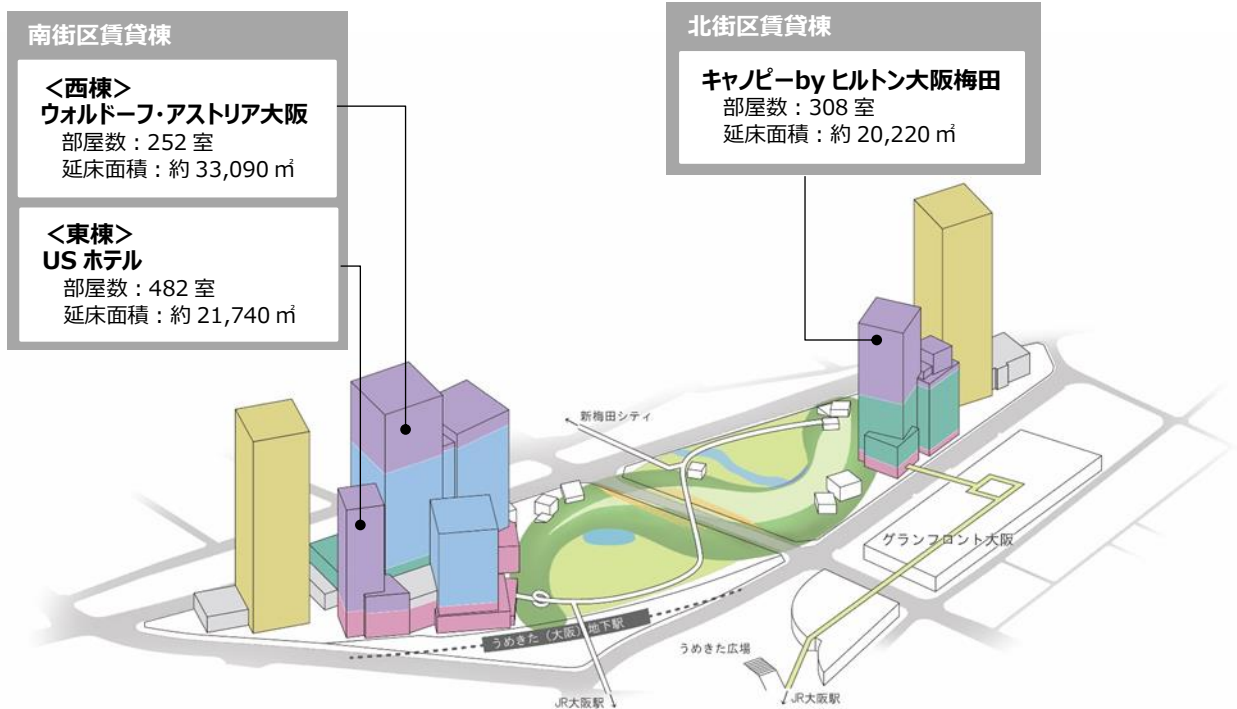 南街区賃貸棟
＜西棟＞
ウォルドーフ・アストリア大阪
部屋数：252 室
延床面積：約 33,090 ㎡
＜東棟＞
US ホテル
部屋数：482 室
延床面積：約 21,740 ㎡
北街区賃貸棟
キャノピーby ヒルトン大阪梅田
部屋数：308 室
延床面積：約 20,220 ㎡
新梅田シティ
グランフロント大阪
うめきた（大阪）地下駅
うめきた広場
JR大阪駅
JR大阪駅